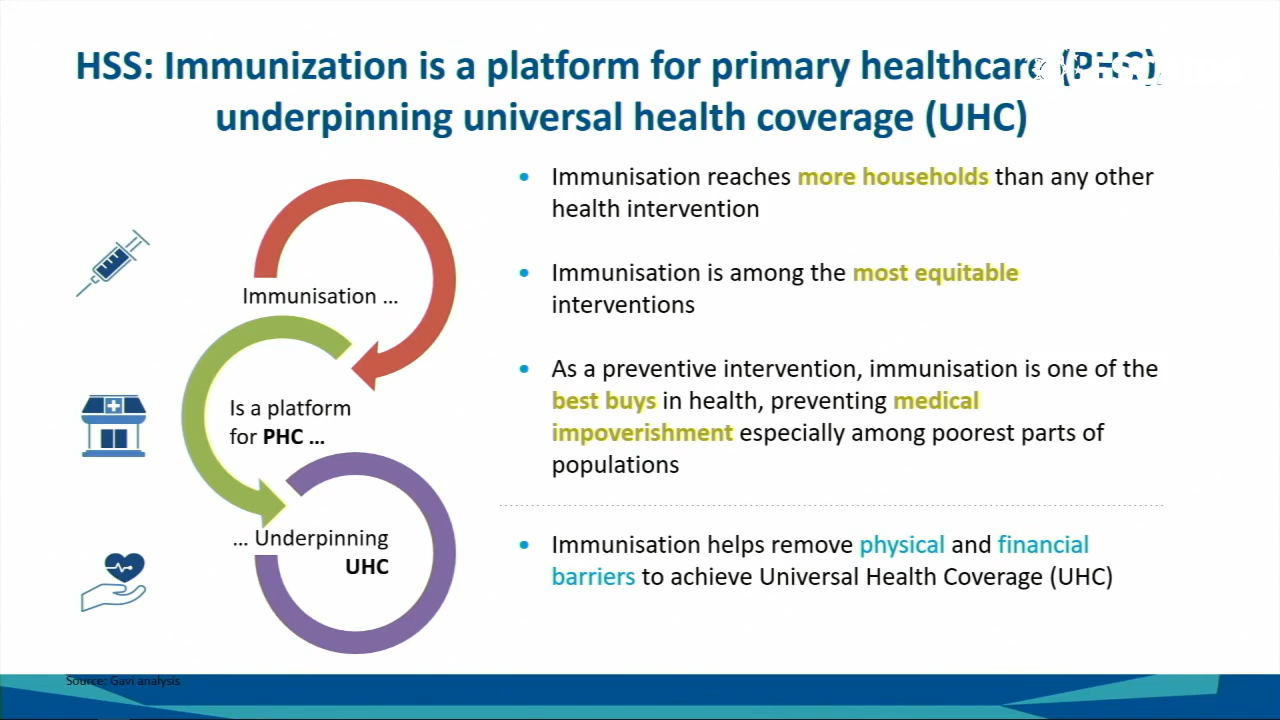 HSS: Immunization is a platform for primary healthcare (PHC)
underpinning universal health coverage (UHC)
Immunisation ...
Is a platform
for PHC ...
... Underpinning
UHC
• Immunisation reaches more households than any other
health intervention
• Immunisation is among the most equitable
interventions
• As a preventive intervention, immunisation is one of the
best buys in health, preventing medical
impoverishment especially among poorest parts of
populations
• Immunisation helps remove physical and financial
barriers to achieve Universal Health Coverage (UHC)
Source: Gavi analysis